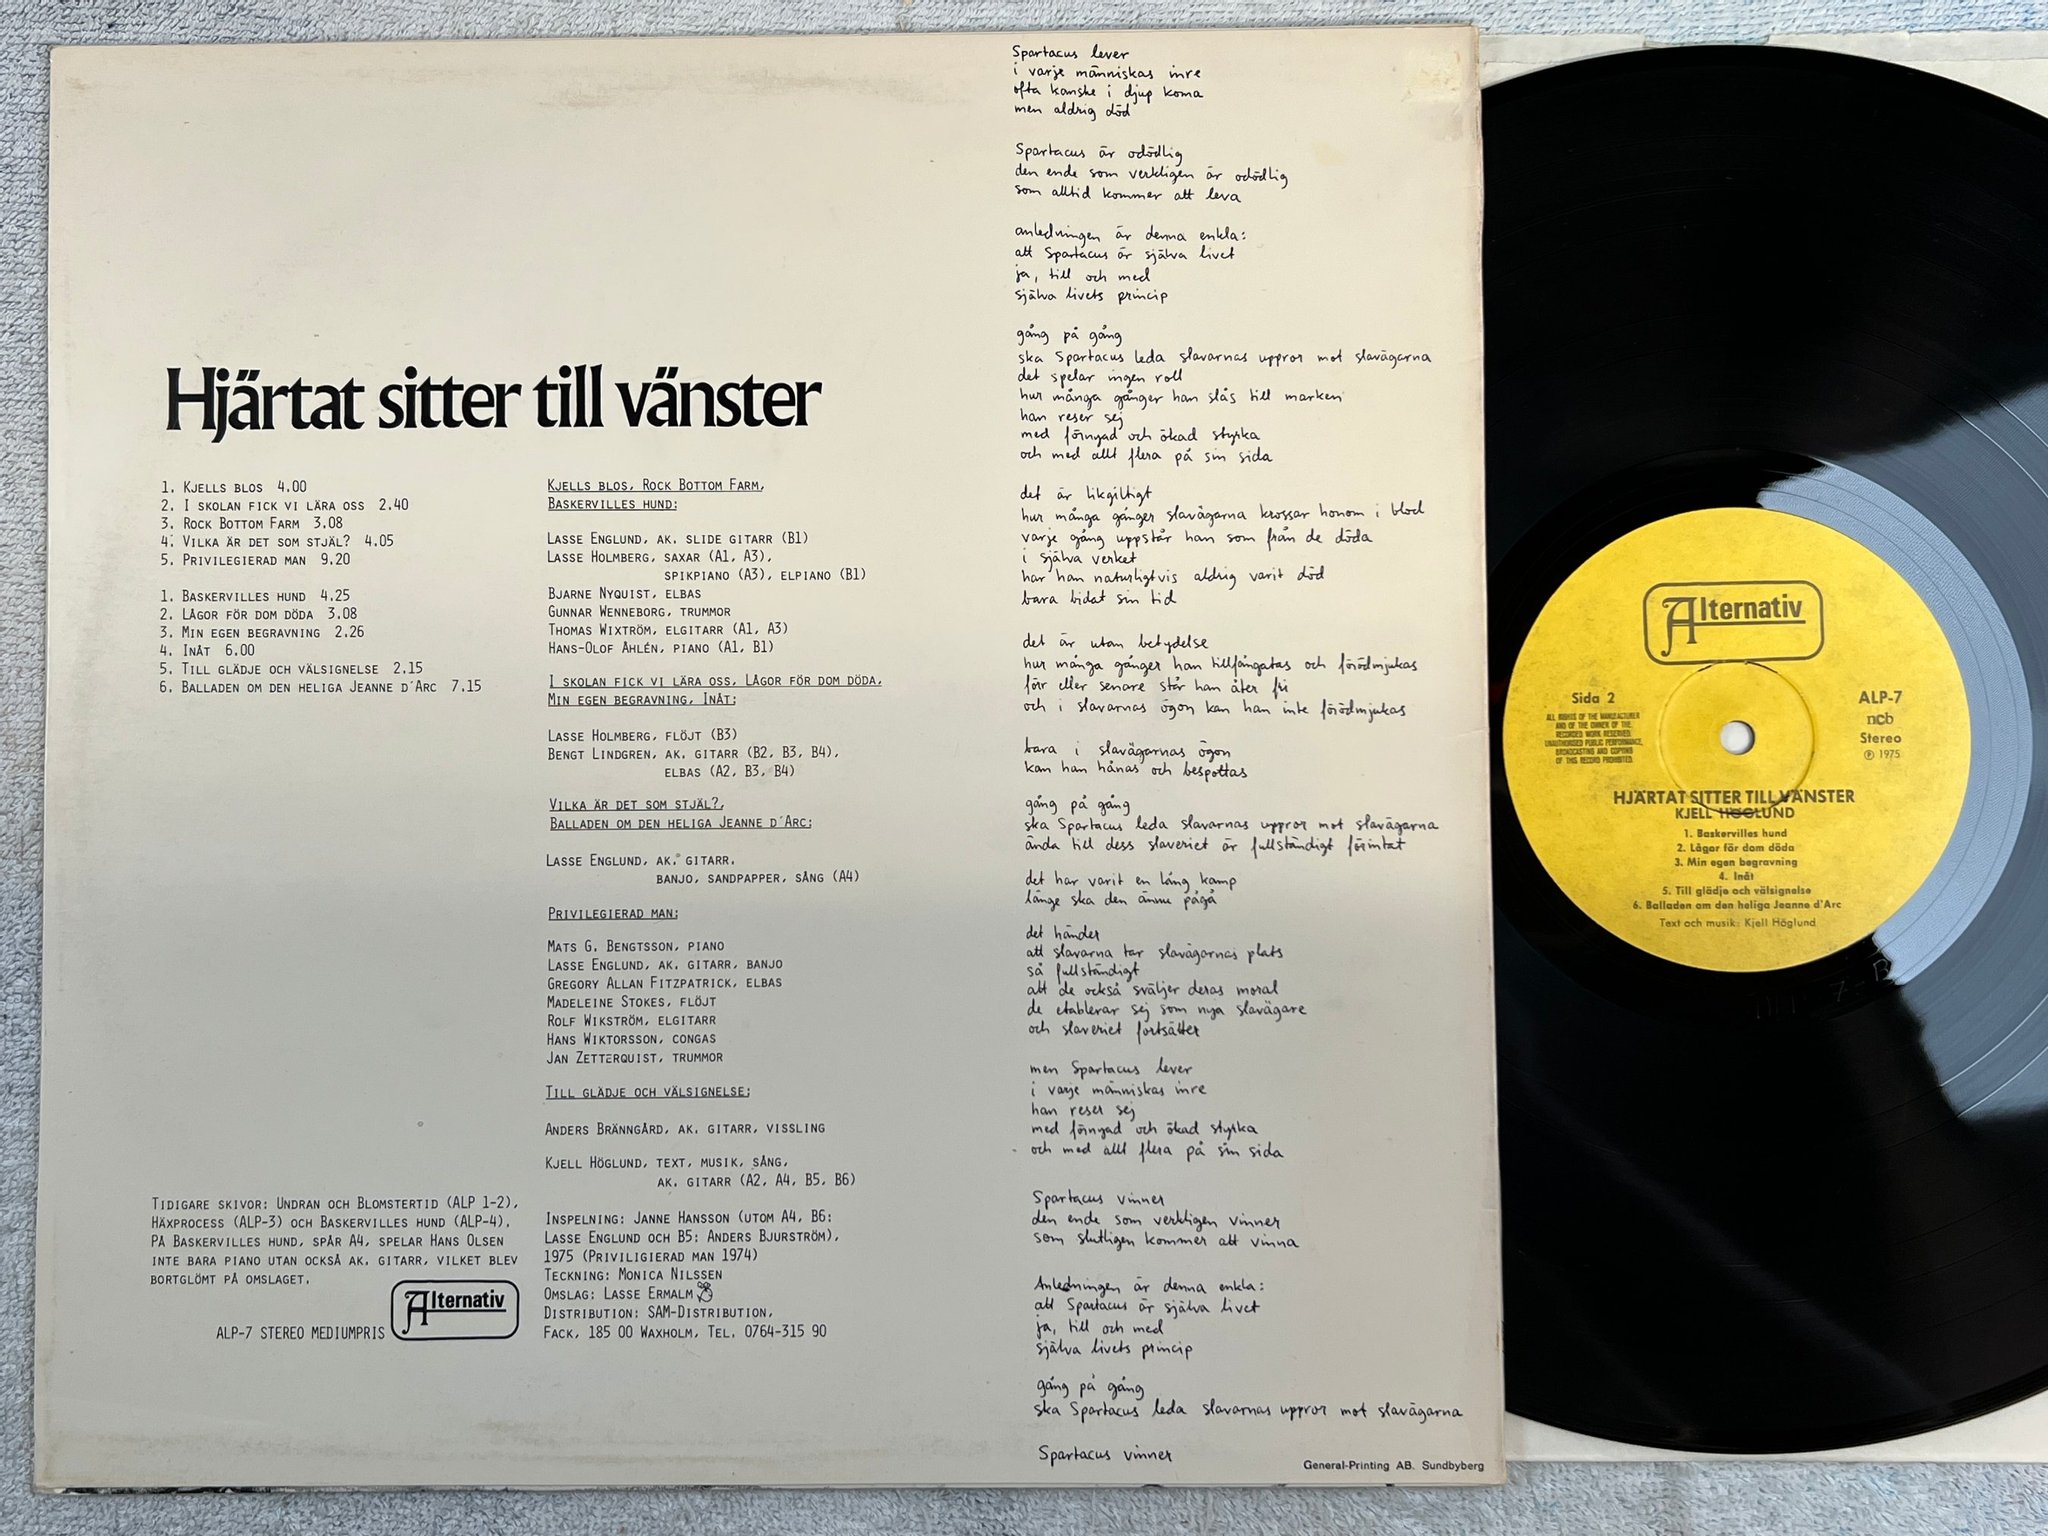 Hjärtat sitter till vänster
1. Kjells blos 4.00
2. I skolan fick vi lära oss 2.40
3. Rock Bottom Farm 3.08
4. Vilka är det som stjäl? 4.05
5. Privilegierad man 9.20
1. Baskervilles hund 4.25
2. Lågor för dom döda 3.08
3. Min egen begravning 2.26
4. Inåt 6.00
5. Till glädje och välsignelse 2.15
6. Balladen om den heliga Jeanne d'Arc 7.15
Tidigare skivor: Undran och Blomstertid (ALP 1-2),
Häxprocess (ALP-3) och Baskervilles hund (ALP-4).
På Baskervilles hund, spår A4, spelar Hans Olsen
inte bara piano utan också ak. gitarr, vilket blev
bortglömt på omslaget.
ALP-7 STEREO MEDIUMPRIS
Alternativ
Kjells blos, Rock Bottom Farm,
Baskervilles hund:
Lasse Englund, ak. slide gitarr (B1)
Lasse Holmberg, saxar (A1, A3),
spikpiano (A3), elpiano (B1)
Bjarne Nyquist, elbas
Gunnar Wenneborg, trummor
Thomas Wixtröm, elgitarr (A1, A3)
Hans-Olof Ahlén, piano (A1, B1)
I skolan fick vi lära oss, Lågor för dom döda,
Min egen begravning, Inåt:
Lasse Holmberg, flöjt (B3)
Bengt Lindgren, ak. gitarr (B2, B3, B4),
elbas (A2, B3, B4)
Vilka är det som stjäl?,
Balladen om den heliga Jeanne d'Arc:
Lasse Englund, ak. gitarr.
banjo, sandpapper, sång (A4)
Privilegierad man:
Mats G. Bengtsson, piano
Lasse Englund, ak. gitarr, banjo
Gregory Allan Fitzpatrick, elbas
Madeleine Stokes, flöjt
Rolf Wikström, elgitarr
Hans Wiktorsson, congas
Jan Zetterquist, trummor
Till glädje och välsignelse:
Anders Bränngård, ak. gitarr, vissling
Kjell Höglund, text, musik, sång,
ak. gitarr (A2, A4, B5, B6)
Inspelning: Janne Hansson (utom A4, B6:
Lasse Englund och B5: Anders Bjurström),
1975 (Priviligierad man 1974)
Teckning: Monica Nilssen
Omslag: Lasse Ermalm
Distribution: SAM-Distribution,
Fack, 185 00 Waxholm, Tel. 0764-315 90
Spartacus lever
i varje människas inre
ofta kanske i djup koma
men aldrig död
Spartacus är odödlig
den ende som verkligen är odödlig
som alltid kommer att leva
anledningen är denna enkla:
att Spartacus är själva livet
ja, till och med
själva livets princip
gång på gång
ska Spartacus leda slavarnas uppror mot slavägarna
det spelar ingen roll
hur många gånger han slås till marken
han reser sej
med förnyad och ökad styrka
och med allt flera på sin sida
det är likgiltigt
hur många gånger slavägarna krossar honom i blod
varje gång uppstår han som från de döda
i själva verket
har han naturligtvis aldrig varit död
bara bidat sin tid
det är utan betydelse
hur många gånger han tillfångatas och förödmjukas
förr eller senare står han åter fri
och i slavarnas ögon kan han inte förödmjukas
bara i slavägarnas ögon
kan han hånas och bespottas
gång på gång
ska Spartacus leda slavarnas uppror mot slavägarna
ända till dess slaveriet är fullständigt förintat
det har varit en lång kamp
länge ska den ännu pågå
det händer
att slavarna tar slavägarnas plats
så fullständigt
att de också sväljer deras moral
de etablerar sej som nya slavägare
och slaveriet fortsätter
men Spartacus lever
i varje människas inre
han reser sej
med förnyad och ökad styrka
och med allt flera på sin sida
Spartacus vinner
den ende som verkligen vinner
som slutligen kommer att vinna
Anledningen är denna enkla:
att Spartacus är själva livet
ja, till och med
själva livets princip
gång på gång
ska Spartacus leda slavarnas uppror mot slavägarna
Spartacus vinner
General-Printing AB. Sundbyberg
Alternativ
Sida 2
ALL RIGHTS OF THE MANUFACTURER
AND OF THE OWNER OF THE
RECORDED WORK RESERVED.
UNAUTHORISED PUBLIC PERFORMANCE,
BROADCASTING AND COPYING
OF THIS RECORD PROHIBITED.
ALP-7
ncb
Stereo
℗ 1975
HJÄRTAT SITTER TILL VÄNSTER
KJELL HÖGLUND
1. Baskervilles hund
2. Lågor för dom döda
3. Min egen begravning
4. Inåt
5. Till glädje och välsignelse
6. Balladen om den heliga Jeanne d'Arc
Text och musik: Kjell Höglund